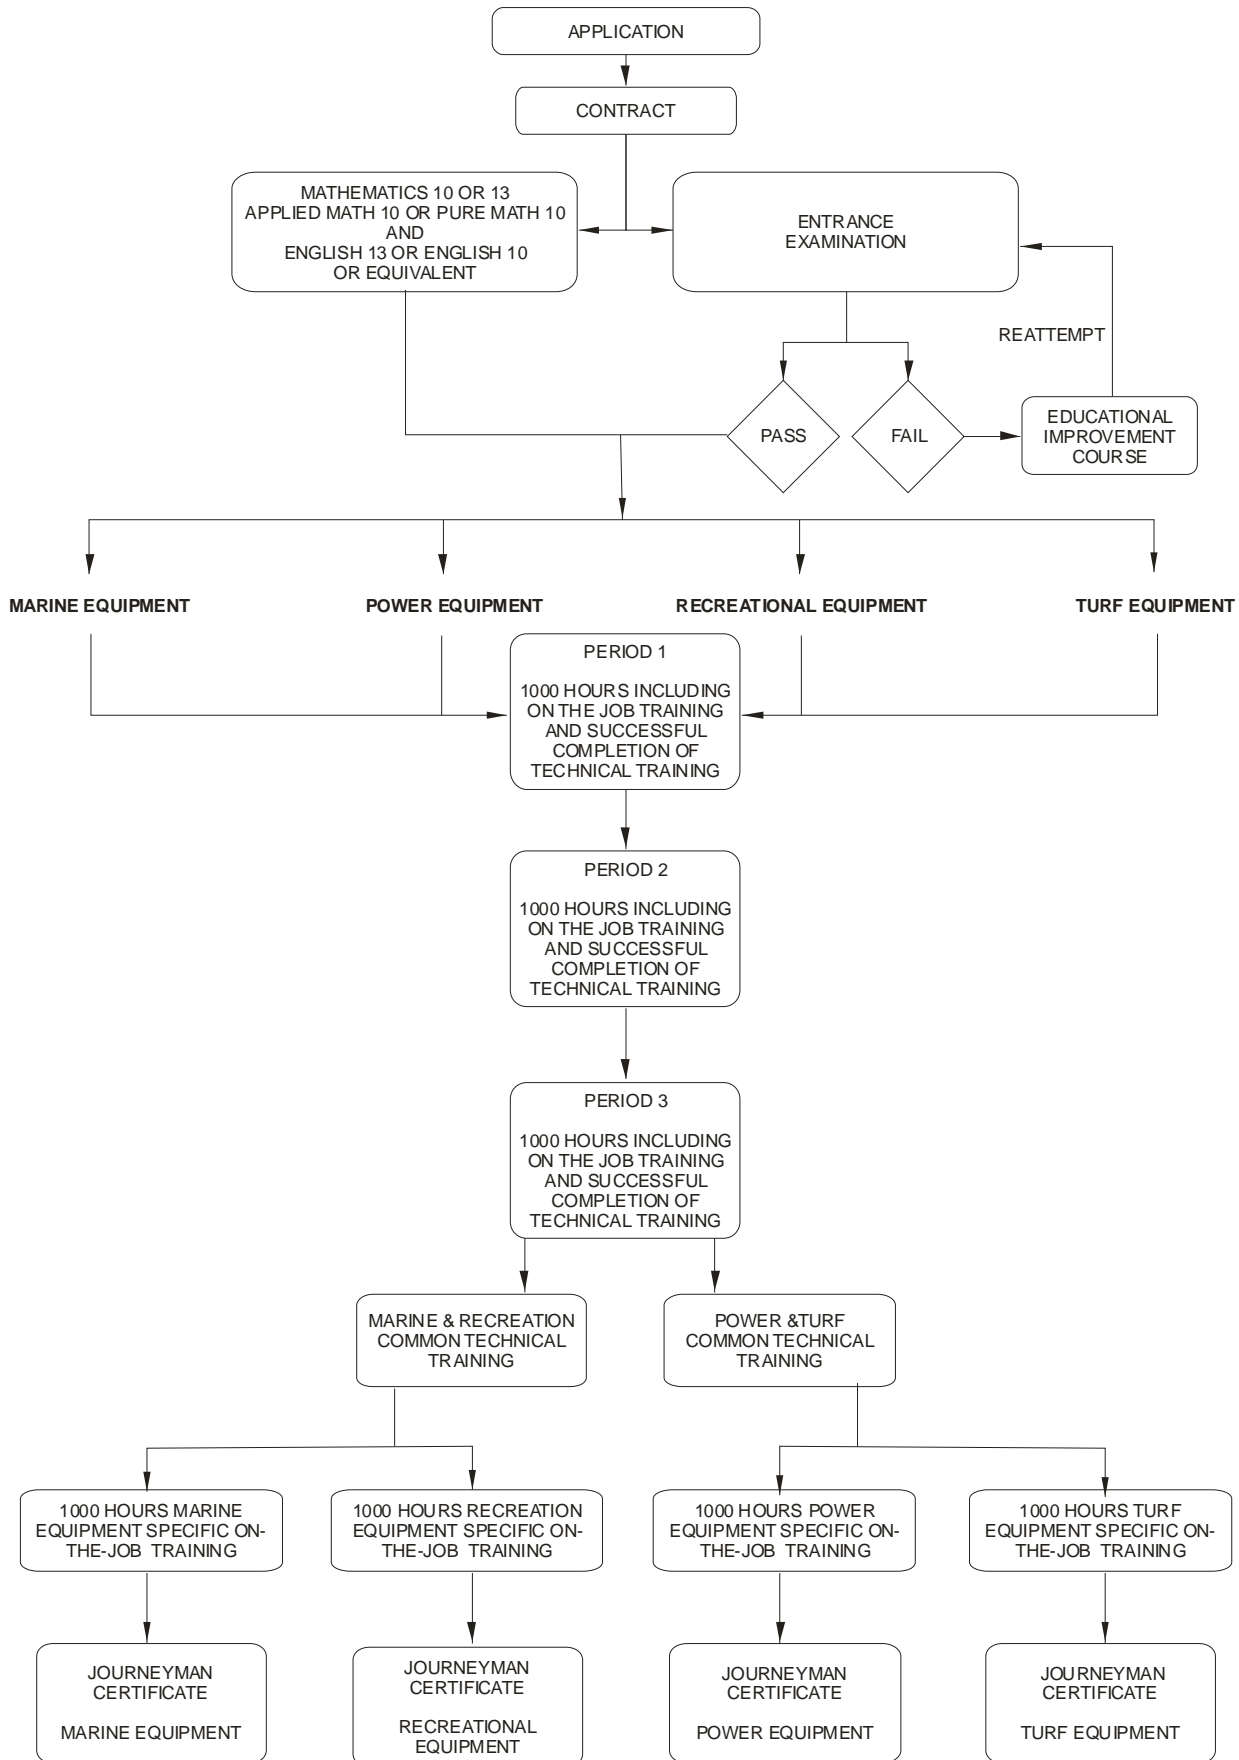 APPLICATION
CONTRACT
MATHEMATICS 10 OR 13
APPLIED MATH 10 OR PURE MATH 10
AND
ENGLISH 13 OR ENGLISH 10
OR EQUIVALENT
ENTRANCE
EXAMINATION
REATTEMPT
PASS
FAIL
EDUCATIONAL
IMPROVEMENT
COURSE
MARINE EQUIPMENT
POWER EQUIPMENT
RECREATIONAL EQUIPMENT
TURF EQUIPMENT
PERIOD 1
1000 HOURS INCLUDING
ON THE JOB TRAINING
AND SUCCESSFUL
COMPLETION OF
TECHNICAL TRAINING
PERIOD 2
1000 HOURS INCLUDING
ON THE JOB TRAINING
AND SUCCESSFUL
COMPLETION OF
TECHNICAL TRAINING
PERIOD 3
1000 HOURS INCLUDING
ON THE JOB TRAINING
AND SUCCESSFUL
COMPLETION OF
TECHNICAL TRAINING
MARINE & RECREATION
COMMON TECHNICAL
TRAINING
POWER &TURF
COMMON TECHNICAL
TRAINING
1000 HOURS MARINE
EQUIPMENT SPECIFIC ON-
THE-JOB TRAINING
1000 HOURS RECREATION
EQUIPMENT SPECIFIC ON-
THE-JOB TRAINING
1000 HOURS POWER
EQUIPMENT SPECIFIC ON-
THE-JOB TRAINING
1000 HOURS TURF
EQUIPMENT SPECIFIC ON-
THE-JOB TRAINING
JOURNEYMAN
CERTIFICATE
MARINE EQUIPMENT
JOURNEYMAN
CERTIFICATE
RECREATIONAL
EQUIPMENT
JOURNEYMAN
CERTIFICATE
POWER EQUIPMENT
JOURNEYMAN
CERTIFICATE
TURF EQUIPMENT